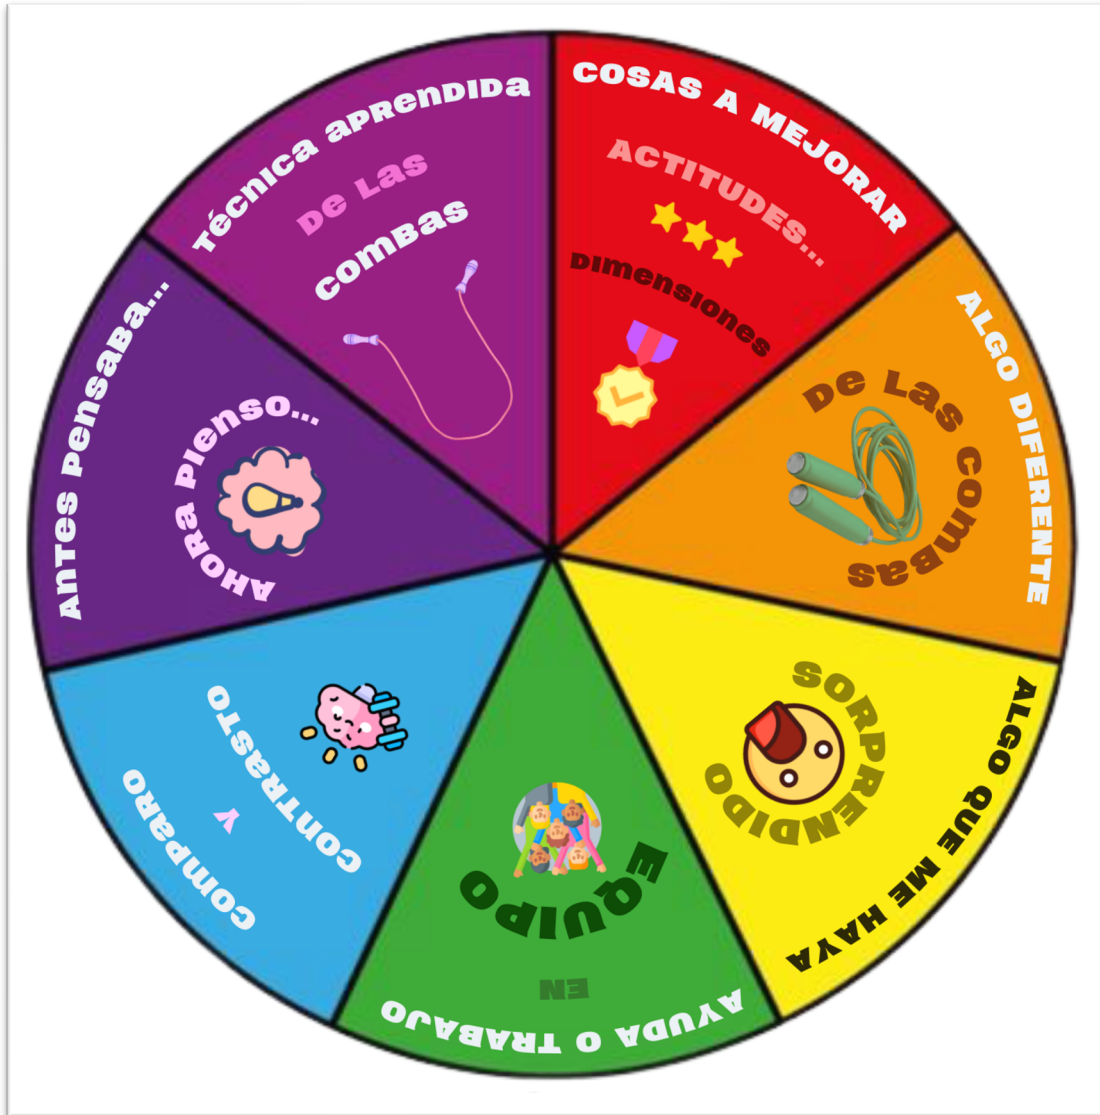 COSAS A MEJORAR
ACTITUDES...
Dimensiones
ALGO DIFERENTE
De Las Combas
ALGO QUE ME HAYA
SORPRENDIDO
AYUDA O TRABAJO
EN
EQUIPO
COMPARO
Y
CONTRASTO
Antes Pensaba...
Ahora Pienso...
Técnica Aprendida
De Las
Combas